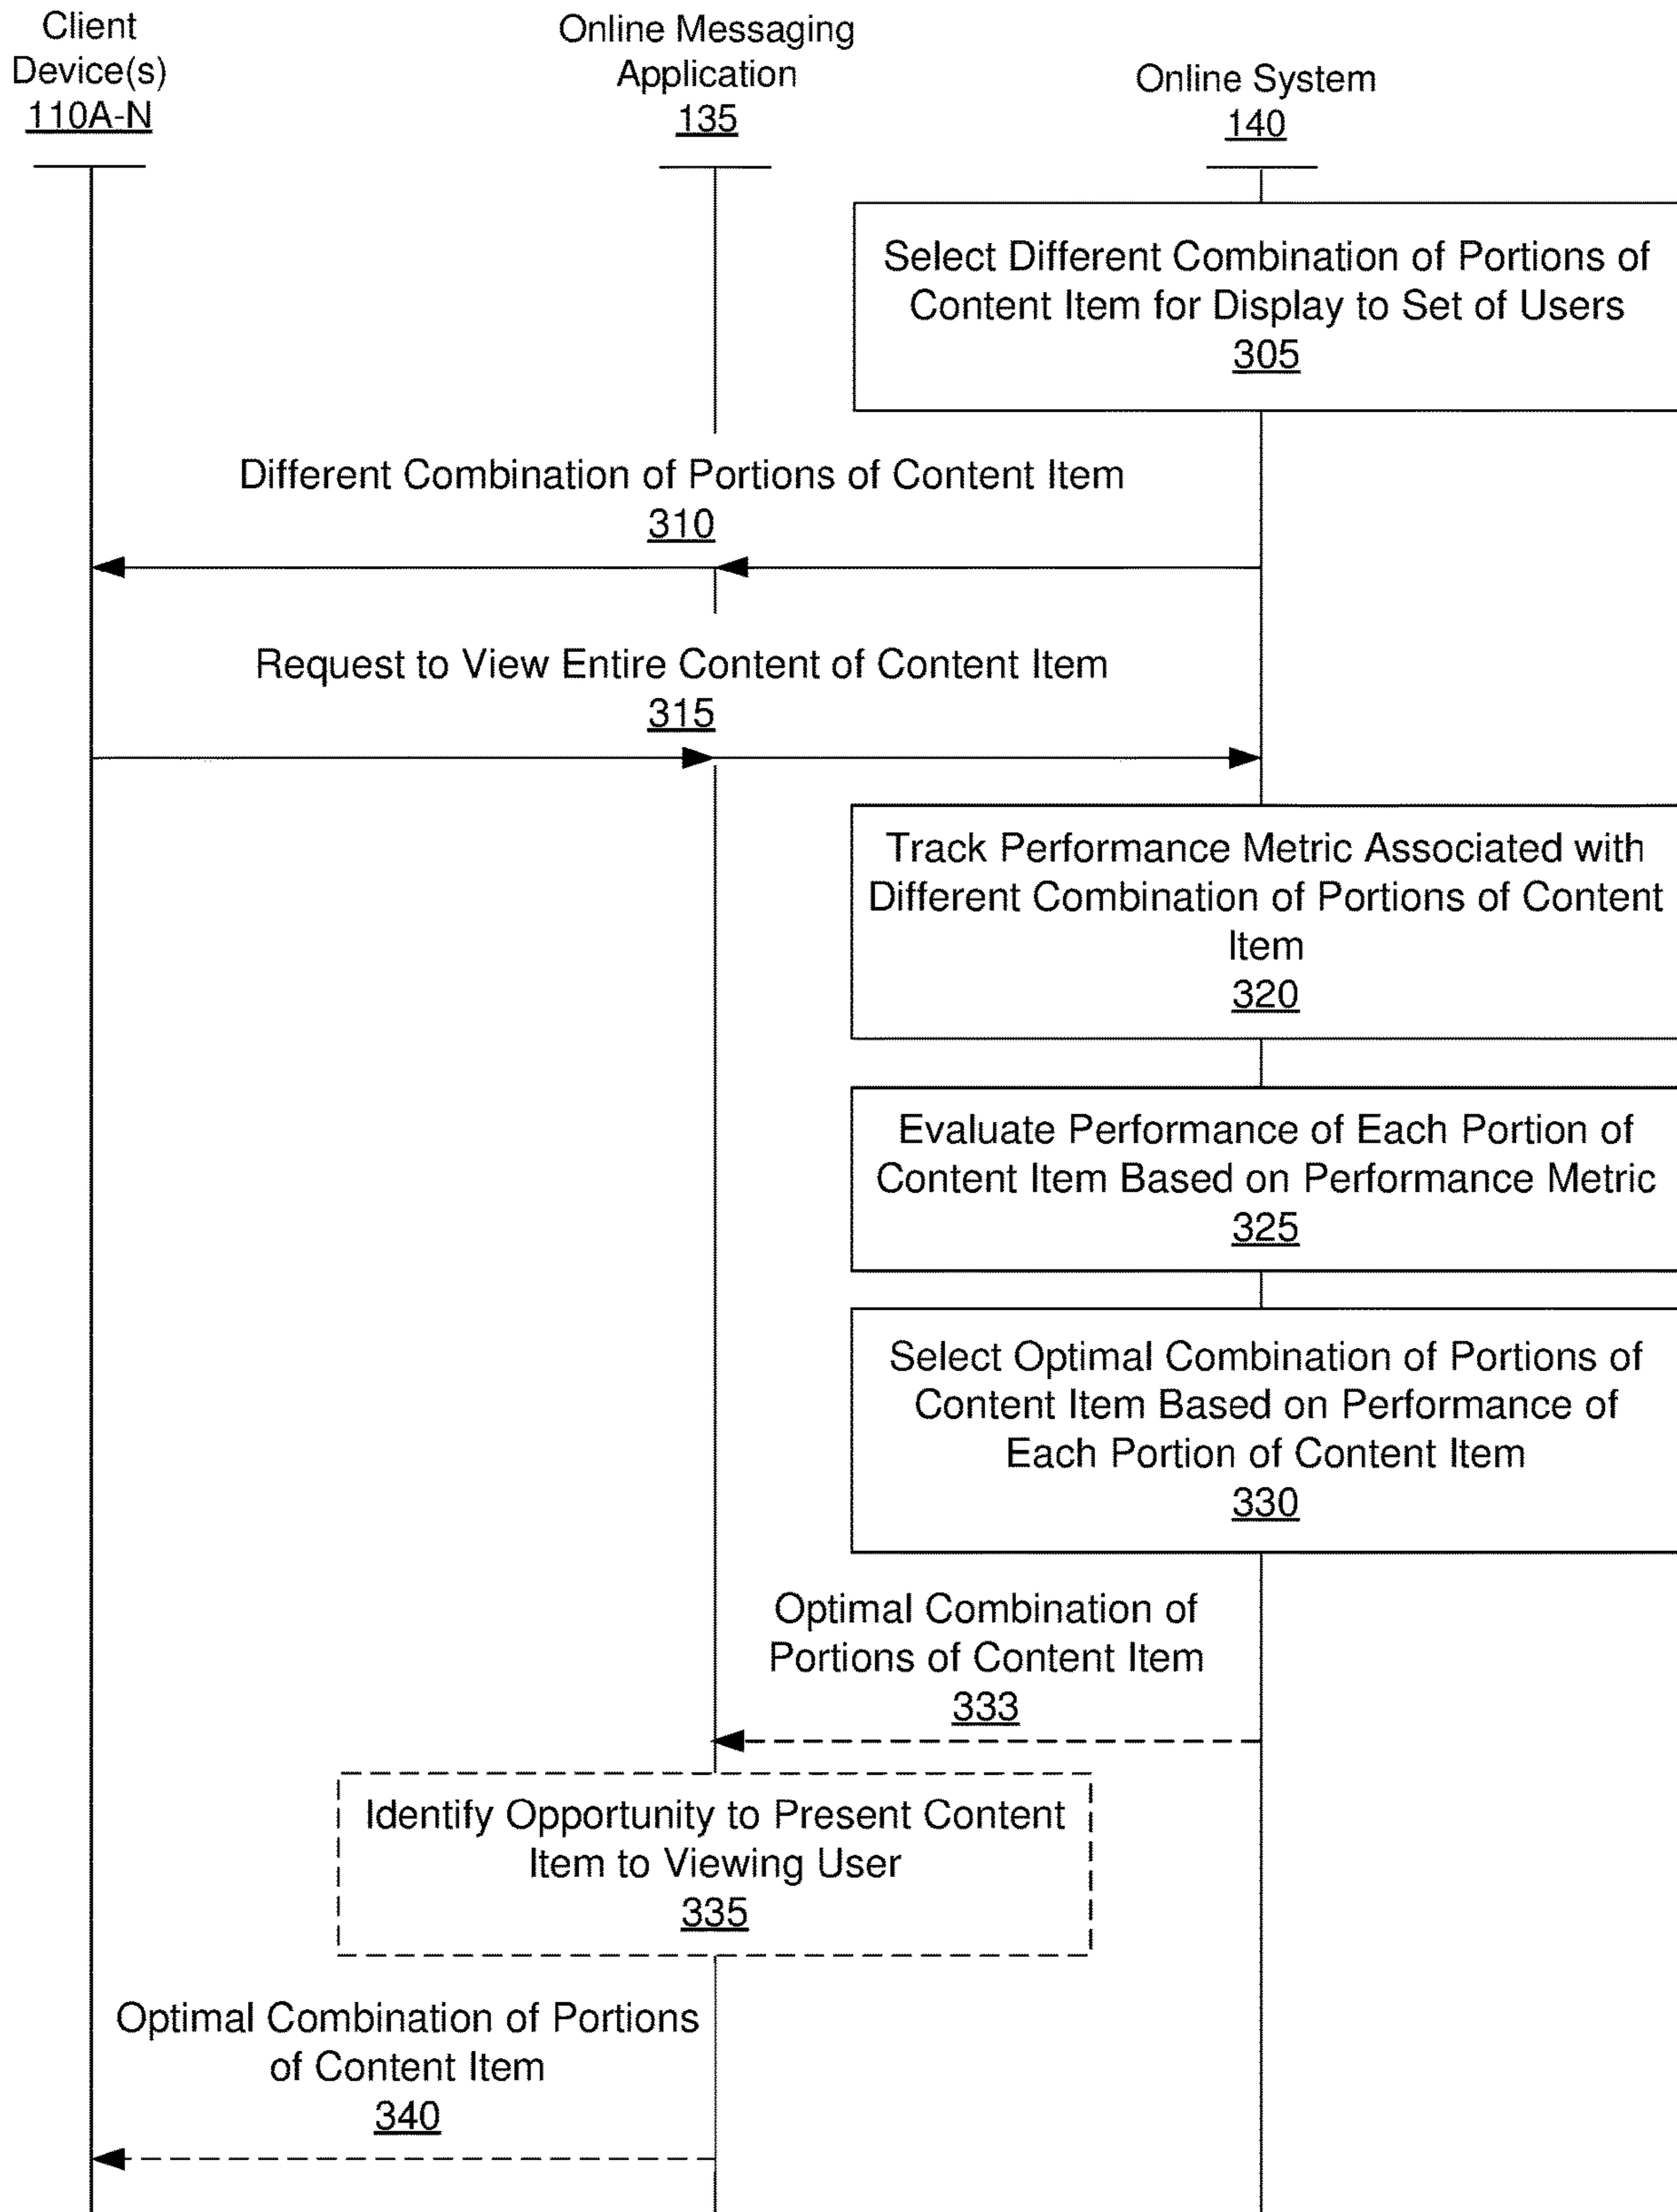 Client
Device(s)
110A-N
Online Messaging
Application
135
Online System
140
Select Different Combination of Portions of
Content Item for Display to Set of Users
305
Different Combination of Portions of Content Item
310
Request to View Entire Content of Content Item
315
Track Performance Metric Associated with
Different Combination of Portions of Content
Item
320
Evaluate Performance of Each Portion of
Content Item Based on Performance Metric
325
Select Optimal Combination of Portions of
Content Item Based on Performance of
Each Portion of Content Item
330
Optimal Combination of
Portions of Content Item
333
Identify Opportunity to Present Content
Item to Viewing User
335
Optimal Combination of Portions
of Content Item
340